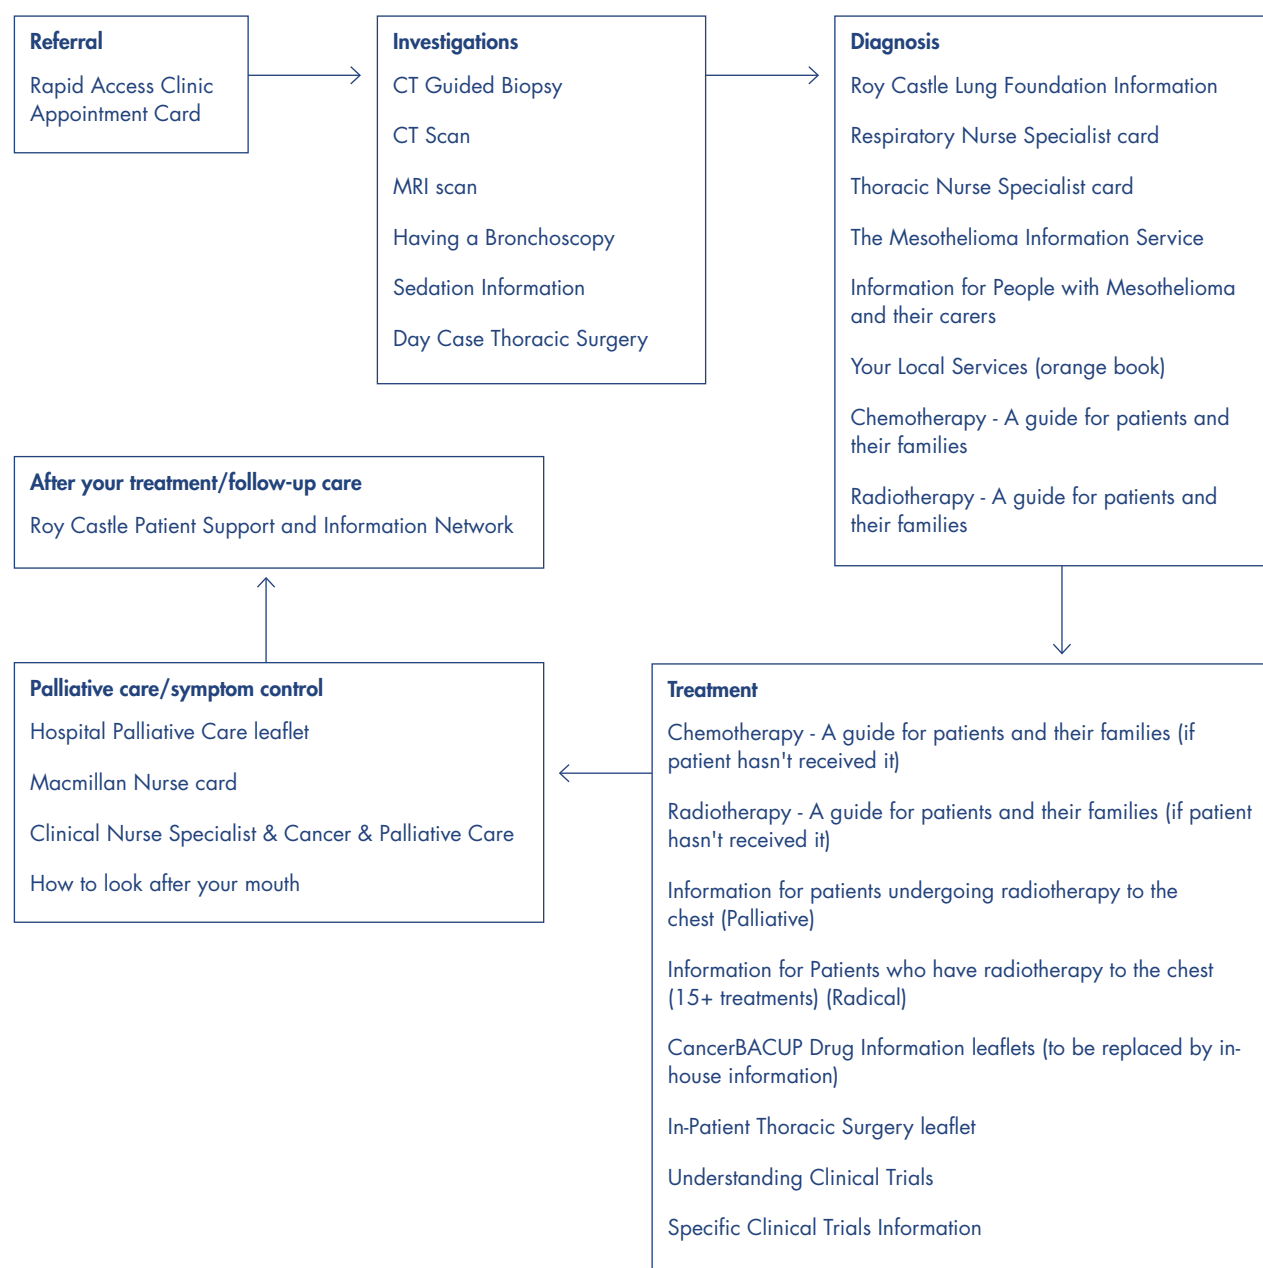 Referral
Rapid Access Clinic
Appointment Card
Investigations
CT Guided Biopsy
CT Scan
MRI scan
Having a Bronchoscopy
Sedation Information
Day Case Thoracic Surgery
Diagnosis
Roy Castle Lung Foundation Information
Respiratory Nurse Specialist card
Thoracic Nurse Specialist card
The Mesothelioma Information Service
Information for People with Mesothelioma
and their carers
Your Local Services (orange book)
Chemotherapy - A guide for patients and
their families
Radiotherapy - A guide for patients and
their families
Treatment
Chemotherapy - A guide for patients and their families (if
patient hasn't received it)
Radiotherapy - A guide for patients and their families (if patient
hasn't received it)
Information for patients undergoing radiotherapy to the
chest (Palliative)
Information for Patients who have radiotherapy to the chest
(15+ treatments) (Radical)
CancerBACUP Drug Information leaflets (to be replaced by in-
house information)
In-Patient Thoracic Surgery leaflet
Understanding Clinical Trials
Specific Clinical Trials Information
Palliative care/symptom control
Hospital Palliative Care leaflet
Macmillan Nurse card
Clinical Nurse Specialist & Cancer & Palliative Care
How to look after your mouth
After your treatment/follow-up care
Roy Castle Patient Support and Information Network